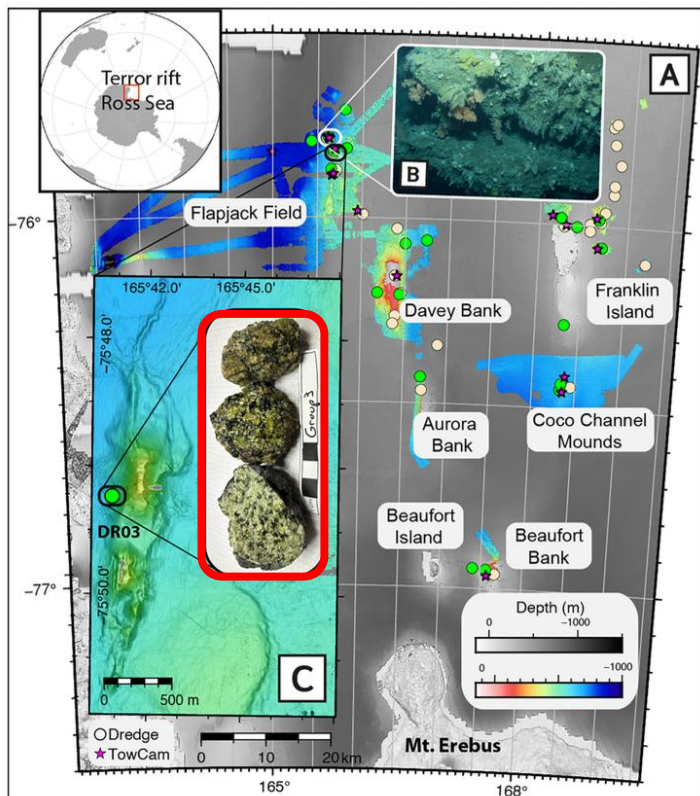 Terror rift
Ross Sea
A
B
Flapjack Field
−76°
165°42.0'
165°45.0'
−75°48.0'
Group 3
DR03
−75°50.0'
C
0
500 m
Davey Bank
Franklin
Island
Aurora
Bank
Coco Channel
Mounds
Beaufort
Island
Beaufort
Bank
−77°
Depth (m)
0
−1000
0
−1000
Dredge
TowCam
0
20
km
Mt. Erebus
165°
168°